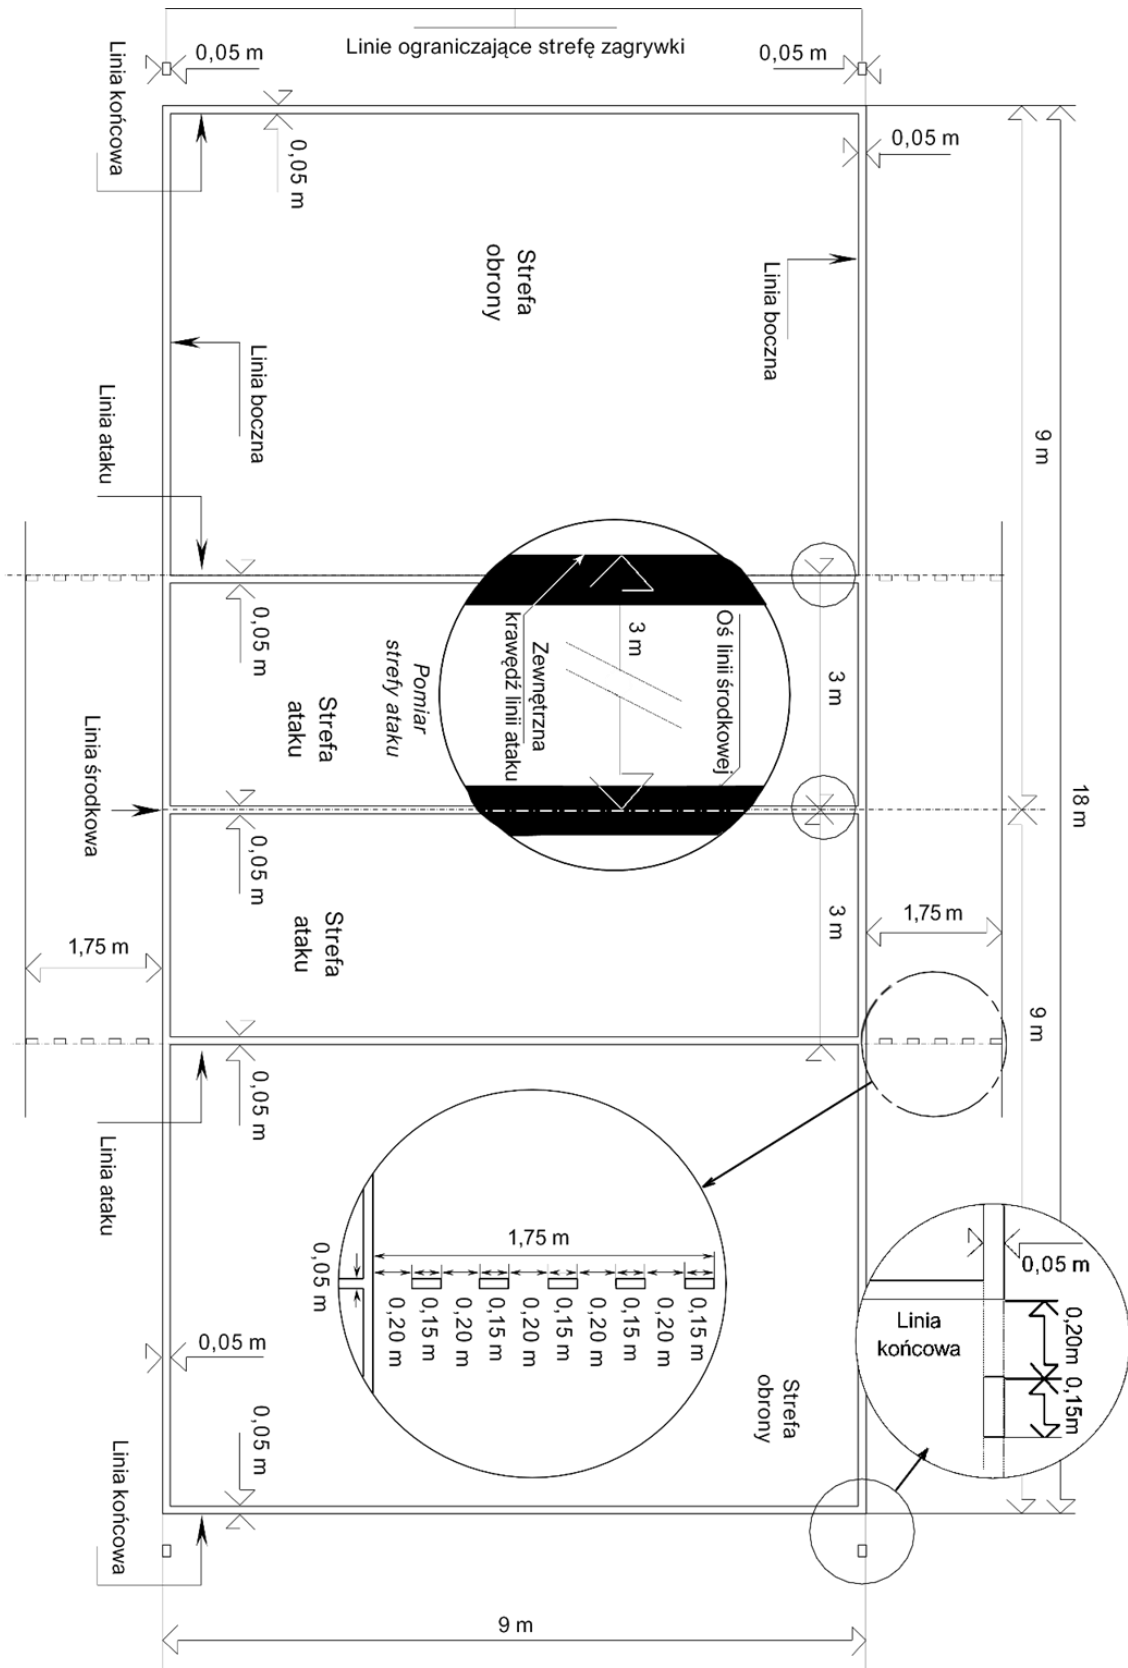 Linie ograniczające strefę zagrywki
0,05 m
0,05 m
Linia końcowa
0,05 m
0,05 m
Strefa
obrony
Linia boczna
Linia boczna
Linia ataku
9 m
18 m
0,05 m
Pomiar
strefy ataku
Zewnętrzna
krawędź linii ataku
3 m
Oś linii środkowej
3 m
Strefa
ataku
Linia środkowa
0,05 m
Strefa
ataku
3 m
1,75 m
1,75 m
9 m
0,05 m
Linia ataku
1,75 m
0,05 m
0,20 m
0,15 m
0,20 m
0,15 m
0,20 m
0,15 m
0,20 m
0,15 m
0,20 m
0,15 m
0,05 m
Linia
końcowa
0,20m
0,15m
0,05 m
Strefa
obrony
0,05 m
Linia końcowa
9 m